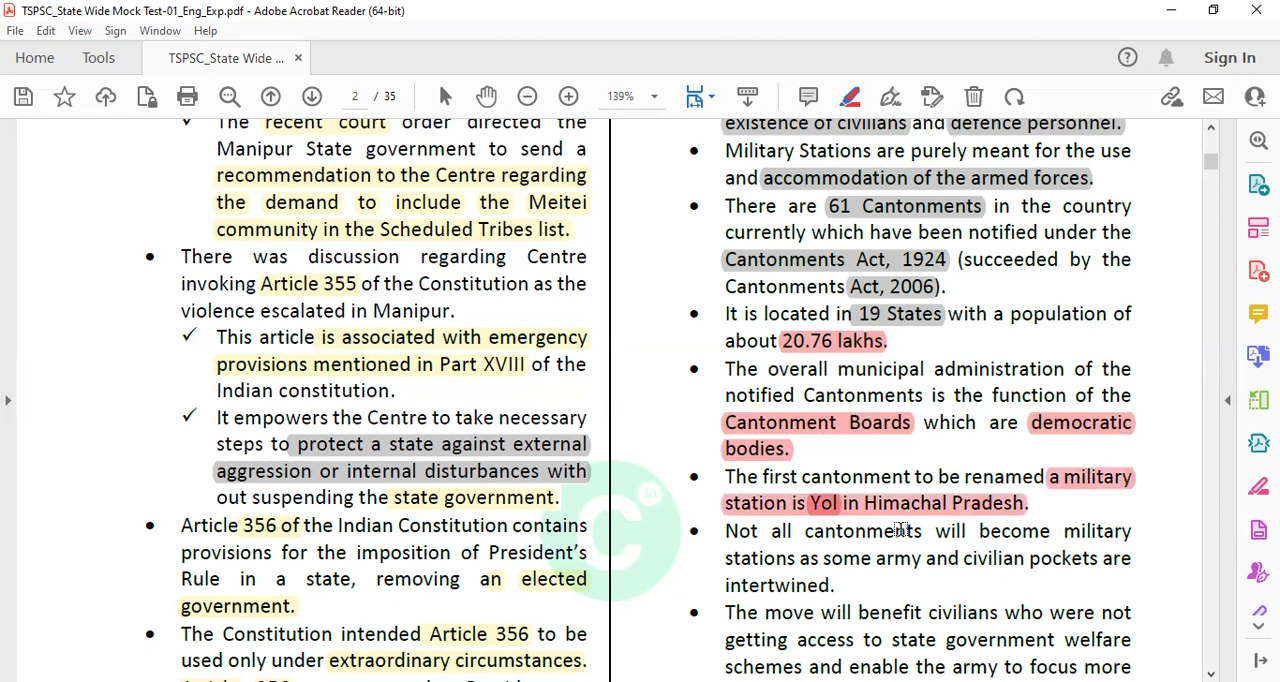 TSPSC_State Wide Mock Test-01_Eng_Exp.pdf - Adobe Acrobat Reader (64-bit)
File Edit View Sign Window Help
Home Tools TSPSC_State Wide ... × Sign In
2 / 35 139%
✓ The recent court order directed the
Manipur State government to send a
recommendation to the Centre regarding
the demand to include the Meitei
community in the Scheduled Tribes list.
• There was discussion regarding Centre
invoking Article 355 of the Constitution as the
violence escalated in Manipur.
✓ This article is associated with emergency
provisions mentioned in Part XVIII of the
Indian constitution.
✓ It empowers the Centre to take necessary
steps to protect a state against external
aggression or internal disturbances with
out suspending the state government.
• Article 356 of the Indian Constitution contains
provisions for the imposition of President's
Rule in a state, removing an elected
government.
• The Constitution intended Article 356 to be
used only under extraordinary circumstances.
existence of civilians and defence personnel.
• Military Stations are purely meant for the use
and accommodation of the armed forces.
• There are 61 Cantonments in the country
currently which have been notified under the
Cantonments Act, 1924 (succeeded by the
Cantonments Act, 2006).
• It is located in 19 States with a population of
about 20.76 lakhs.
• The overall municipal administration of the
notified Cantonments is the function of the
Cantonment Boards which are democratic
bodies.
• The first cantonment to be renamed a military
station is Yol in Himachal Pradesh.
• Not all cantonments will become military
stations as some army and civilian pockets are
intertwined.
• The move will benefit civilians who were not
getting access to state government welfare
schemes and enable the army to focus more